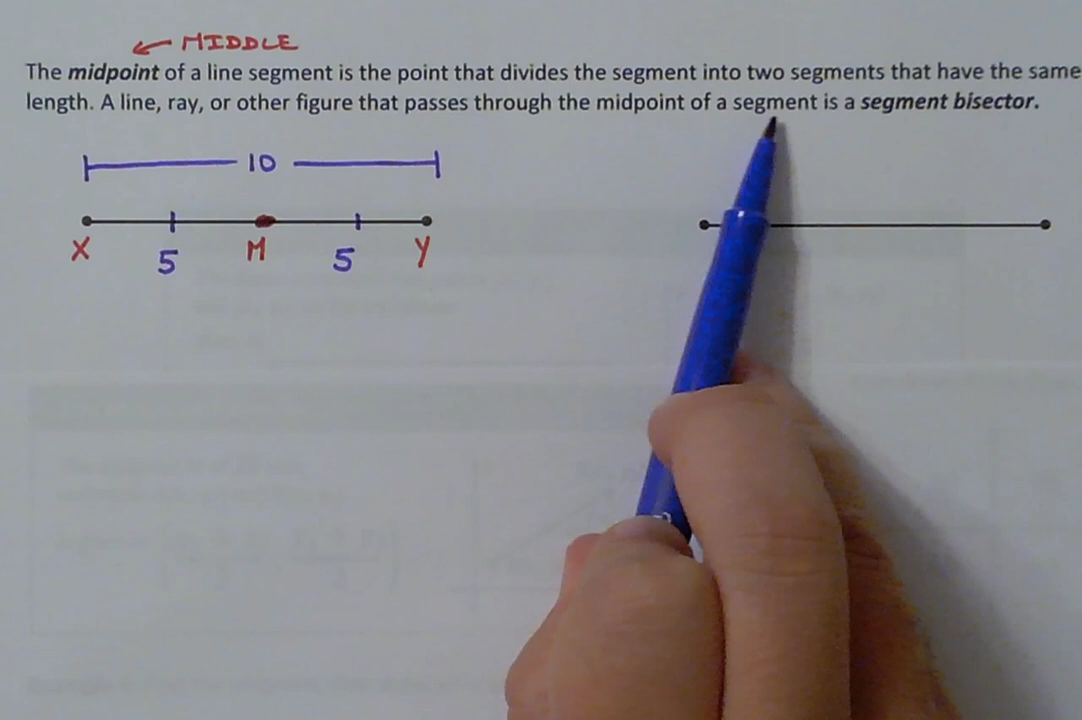 MIDDLE
The midpoint of a line segment is the point that divides the segment into two segments that have the same
length. A line, ray, or other figure that passes through the midpoint of a segment is a segment bisector.
10
X 5 M 5 Y